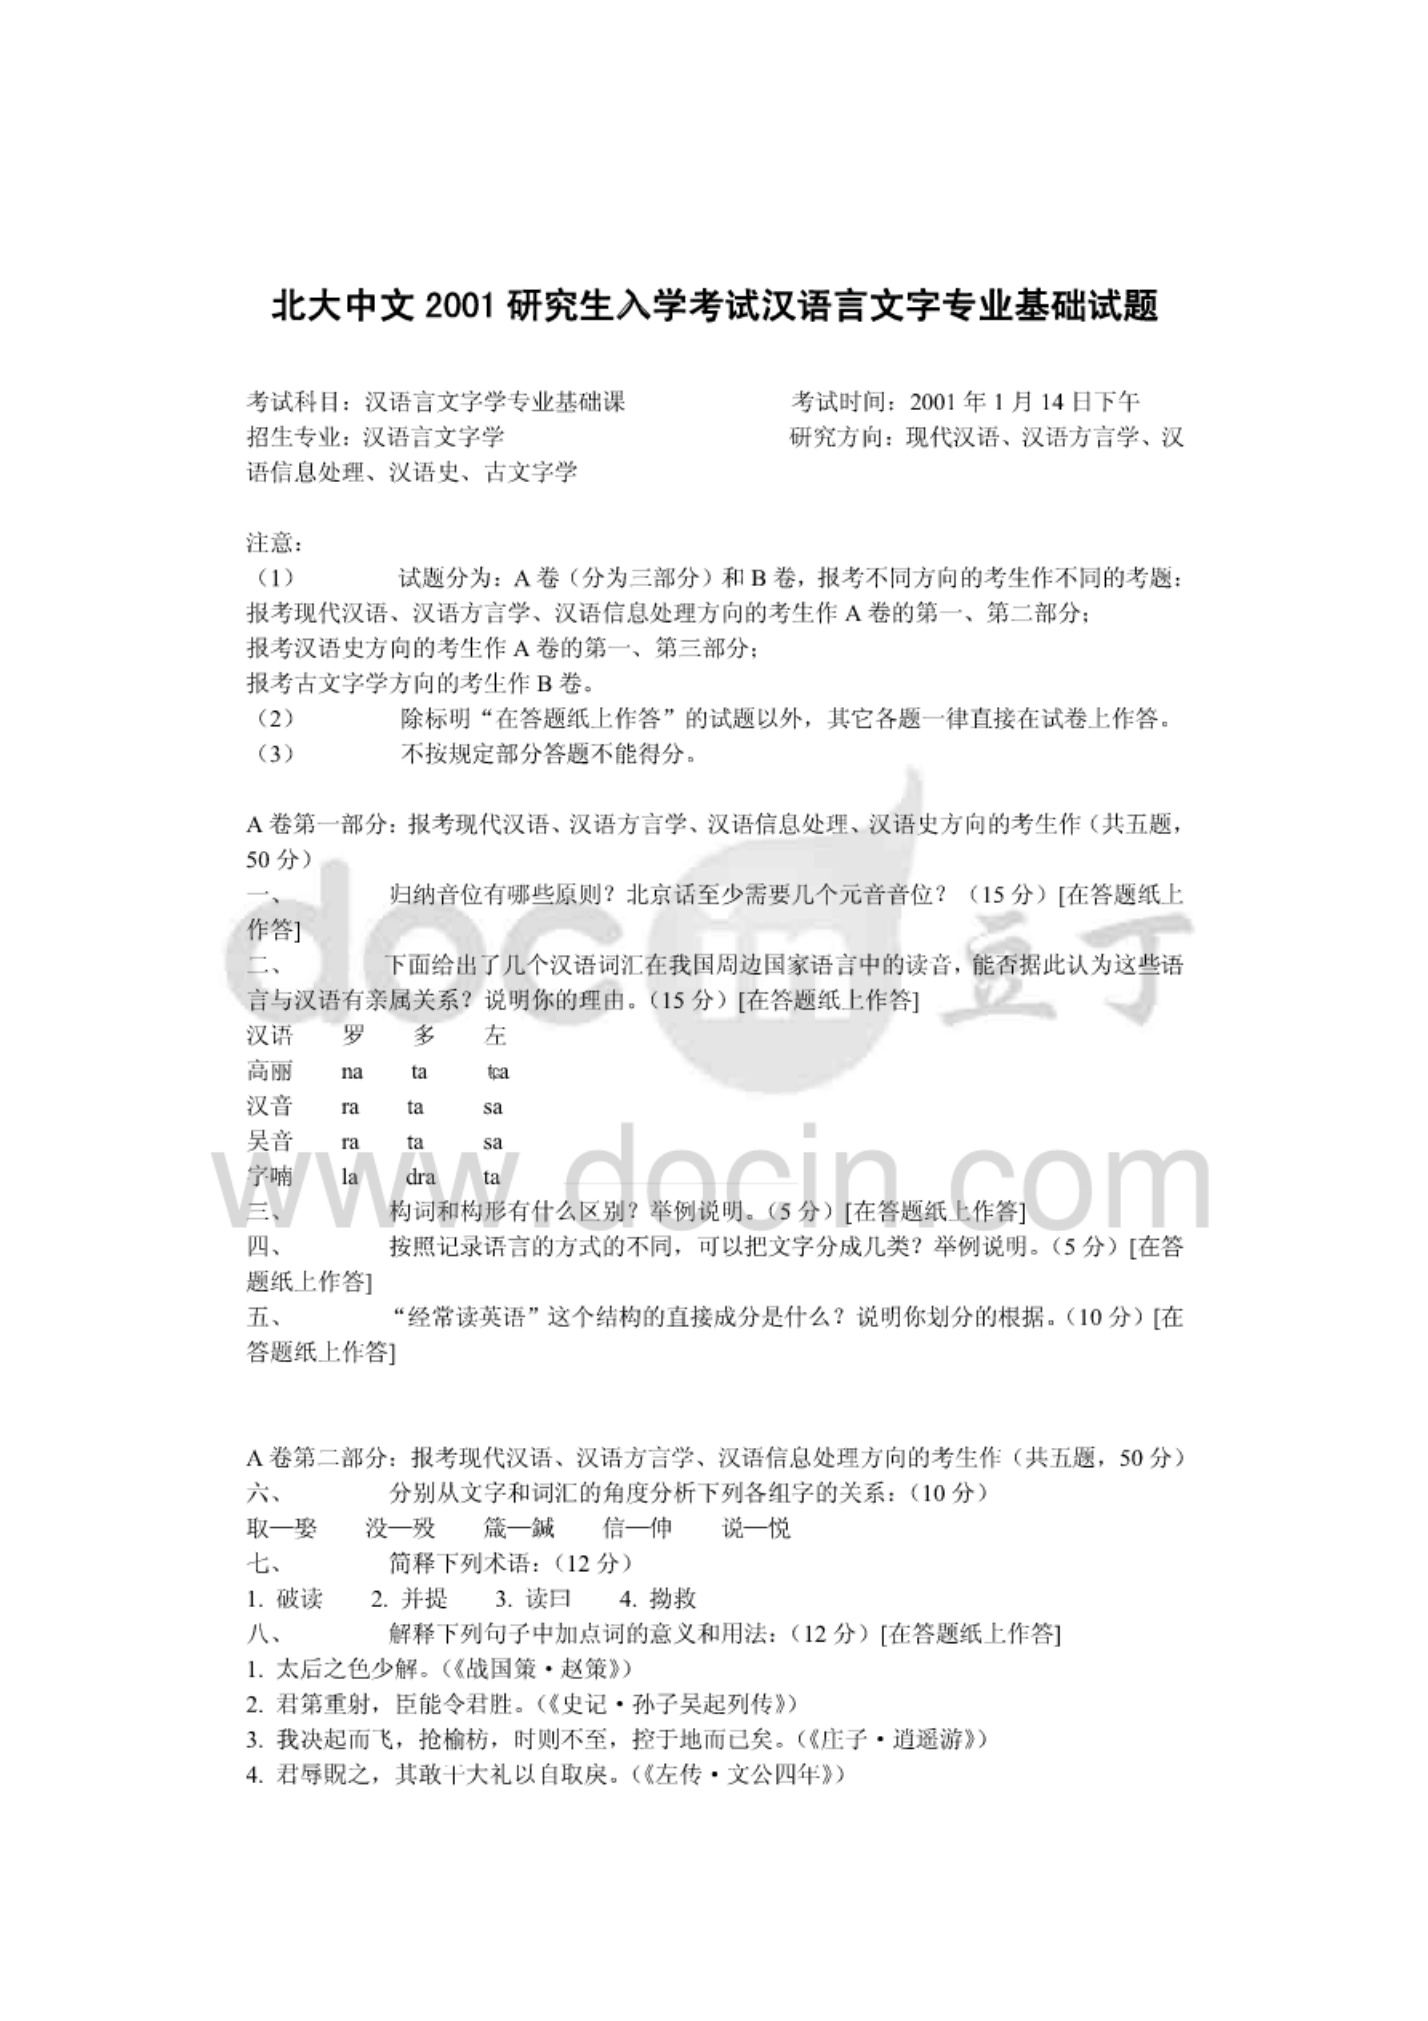 北大中文 2001 研究生入学考试汉语言文字专业基础试题
考试科目：汉语言文字学专业基础课 考试时间：2001 年 1 月 14 日下午
招生专业：汉语言文字学 研究方向：现代汉语、汉语方言学、汉
语信息处理、汉语史、古文字学
注意：
（1） 试题分为：A 卷（分为三部分）和 B 卷，报考不同方向的考生作不同的考题：
报考现代汉语、汉语方言学、汉语信息处理方向的考生作 A 卷的第一、第二部分；
报考汉语史方向的考生作 A 卷的第一、第三部分；
报考古文字学方向的考生作 B 卷。
（2） 除标明“在答题纸上作答”的试题以外，其它各题一律直接在试卷上作答。
（3） 不按规定部分答题不能得分。
A 卷第一部分：报考现代汉语、汉语方言学、汉语信息处理、汉语史方向的考生作（共五题，
50 分）
一、 归纳音位有哪些原则？北京话至少需要几个元音音位？（15 分）[在答题纸上
作答]
二、 下面给出了几个汉语词汇在我国周边国家语言中的读音，能否据此认为这些语
言与汉语有亲属关系？说明你的理由。（15 分）[在答题纸上作答]
汉语 罗 多 左
高丽 na ta tɕa
汉音 ra ta sa
吴音 ra ta sa
字喃 la dra ta
三、 构词和构形有什么区别？举例说明。（5 分）[在答题纸上作答]
四、 按照记录语言的方式的不同，可以把文字分成几类？举例说明。（5 分）[在答
题纸上作答]
五、 “经常读英语”这个结构的直接成分是什么？说明你划分的根据。（10 分）[在
答题纸上作答]
A 卷第二部分：报考现代汉语、汉语方言学、汉语信息处理方向的考生作（共五题，50 分）
六、 分别从文字和词汇的角度分析下列各组字的关系：（10 分）
取—娶 没—殁 箴—鍼 信—伸 说—悦
七、 简释下列术语：（12 分）
1. 破读 2. 并提 3. 读曰 4. 拗救
八、 解释下列句子中加点词的意义和用法：（12 分）[在答题纸上作答]
1. 太后之色少解。（《战国策·赵策》）
2. 君第重射，臣能令君胜。（《史记·孙子吴起列传》）
3. 我决起而飞，抢榆枋，时则不至，控于地而已矣。（《庄子·逍遥游》）
4. 君辱贶之，其敢干大礼以自取戾。（《左传·文公四年》）
docin 豆丁
www.docin.com